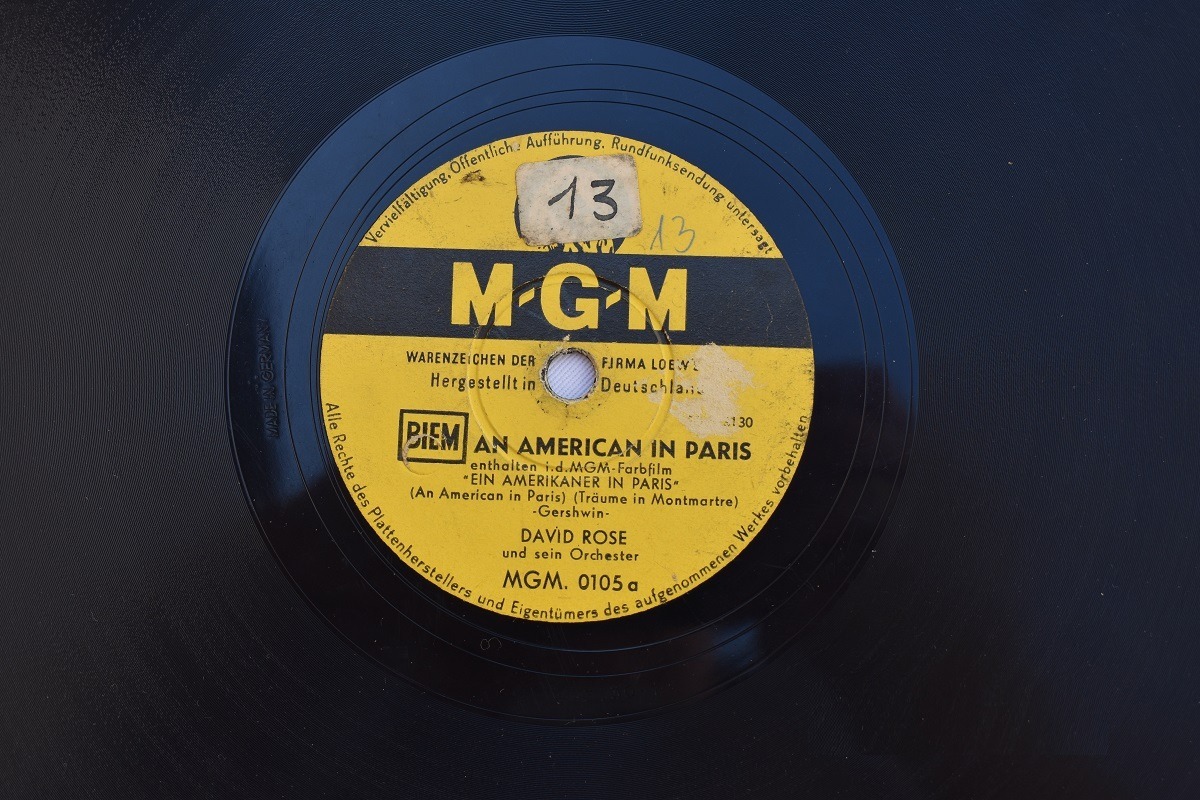 Vervielfältigung, Öffentliche Aufführung, Rundfunksendung untersagt
13
13
M-G-M
WARENZEICHEN DER FIRMA LOEW'S
Hergestellt in Deutschland
130
BIEM AN AMERICAN IN PARIS
enthalten i.d.MGM-Farbfilm
"EIN AMERIKANER IN PARIS"
(An American in Paris) (Träume in Montmartre)
-Gershwin-
DAVID ROSE
und sein Orchester
MGM. 0105 a
Alle Rechte des Plattenherstellers und Eigentümers des aufgenommenen Werkes vorbehalten
MADE IN GERMANY